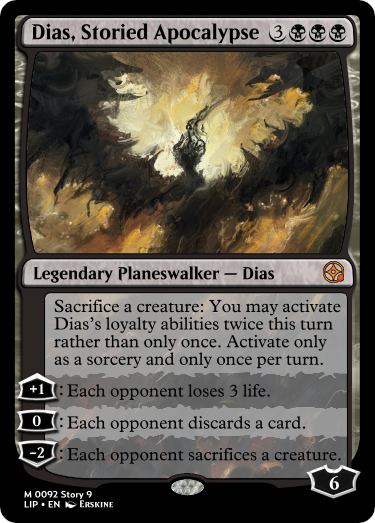 Dias, Storied Apocalypse 3
Legendary Planeswalker — Dias
Sacrifice a creature: You may activate
Dias's loyalty abilities twice this turn
rather than only once. Activate only
as a sorcery and only once per turn.
+1 : Each opponent loses 3 life.
0 : Each opponent discards a card.
-2 : Each opponent sacrifices a creature.
6
M 0092 Story 9
LIP • EN Erskine